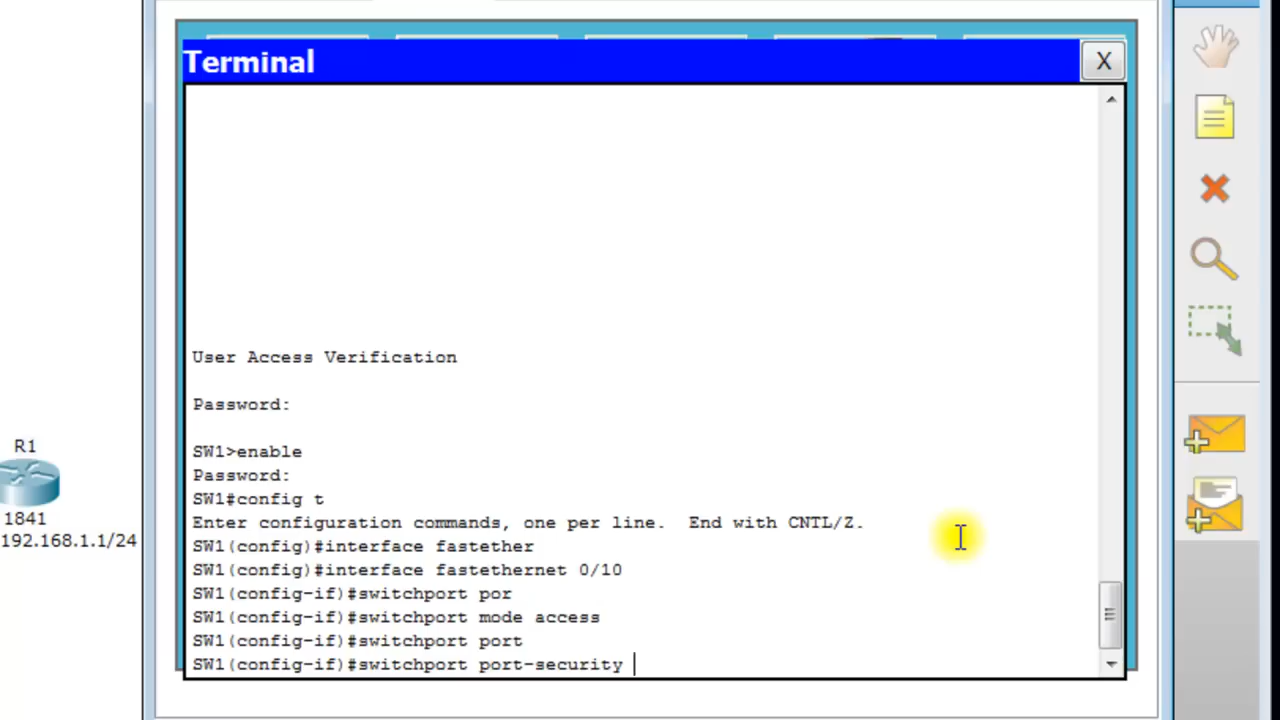 Terminal
X
User Access Verification
Password:
SW1>enable
Password:
SW1#config t
Enter configuration commands, one per line.  End with CNTL/Z.
SW1(config)#interface fastether
SW1(config)#interface fastethernet 0/10
SW1(config-if)#switchport por
SW1(config-if)#switchport mode access
SW1(config-if)#switchport port
SW1(config-if)#switchport port-security
R1
1841
192.168.1.1/24